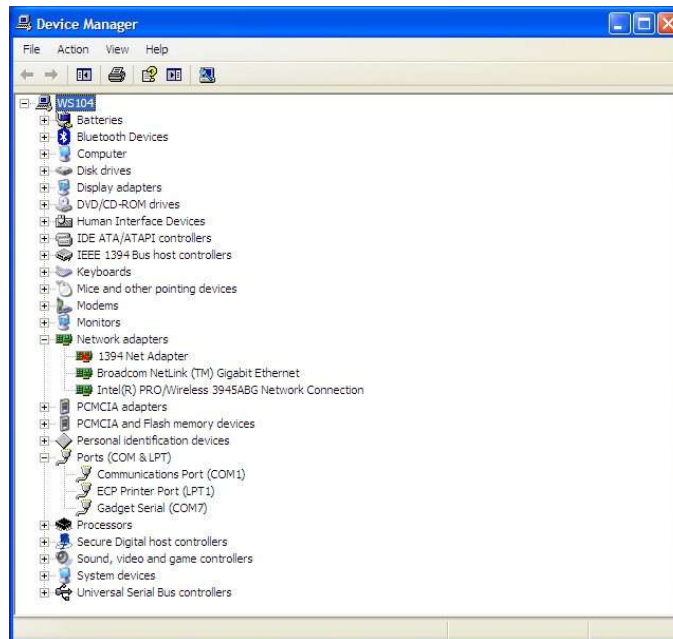 Device Manager
File Action View Help
WS104
Batteries
Bluetooth Devices
Computer
Disk drives
Display adapters
DVD/CD-ROM drives
Human Interface Devices
IDE ATA/ATAPI controllers
IEEE 1394 Bus host controllers
Keyboards
Mice and other pointing devices
Modems
Monitors
Network adapters
1394 Net Adapter
Broadcom NetLink (TM) Gigabit Ethernet
Intel(R) PRO/Wireless 3945ABG Network Connection
PCMCIA adapters
PCMCIA and Flash memory devices
Personal identification devices
Ports (COM & LPT)
Communications Port (COM1)
ECP Printer Port (LPT1)
Gadget Serial (COM7)
Processors
Secure Digital host controllers
Sound, video and game controllers
System devices
Universal Serial Bus controllers